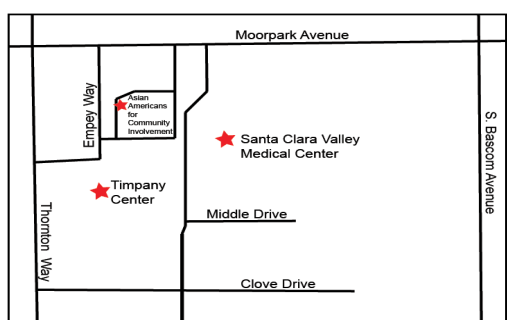 Moorpark Avenue
Empey Way
Asian
Americans
for
Community
Involvement
Santa Clara Valley
Medical Center
S. Bascom Avenue
Timpany
Center
Thornton Way
Middle Drive
Clove Drive